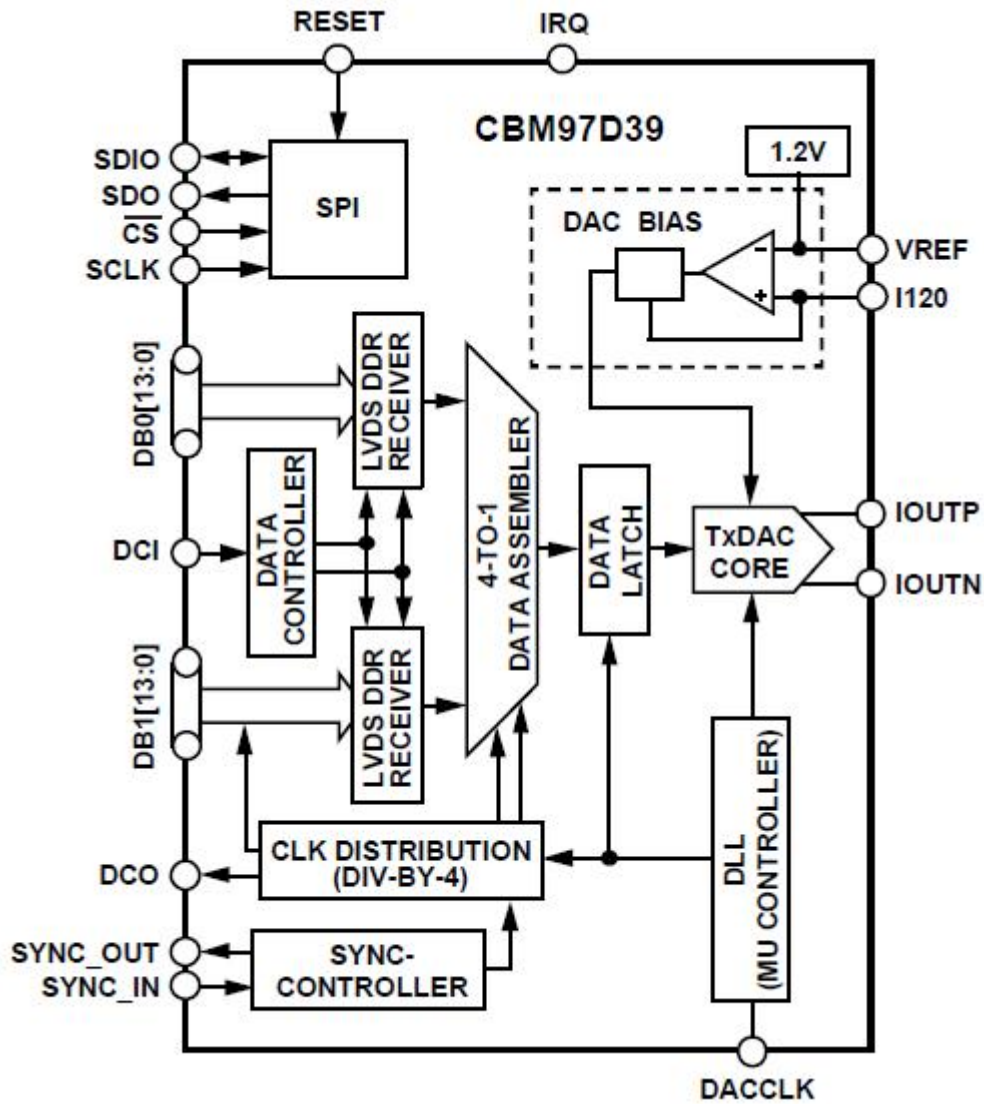 RESET
IRQ
CBM97D39
1.2V
SDIO
SDO
CS
SCLK
SPI
DAC BIAS
-
+
VREF
I120
DB0[13:0]
LVDS DDR
RECEIVER
DCI
DATA
CONTROLLER
4-TO-1
DATA ASSEMBLER
DATA
LATCH
TxDAC
CORE
IOUTP
IOUTN
DB1[13:0]
LVDS DDR
RECEIVER
DLL
(MU CONTROLLER)
DCO
CLK DISTRIBUTION
(DIV-BY-4)
SYNC_OUT
SYNC_IN
SYNC-
CONTROLLER
DACCLK